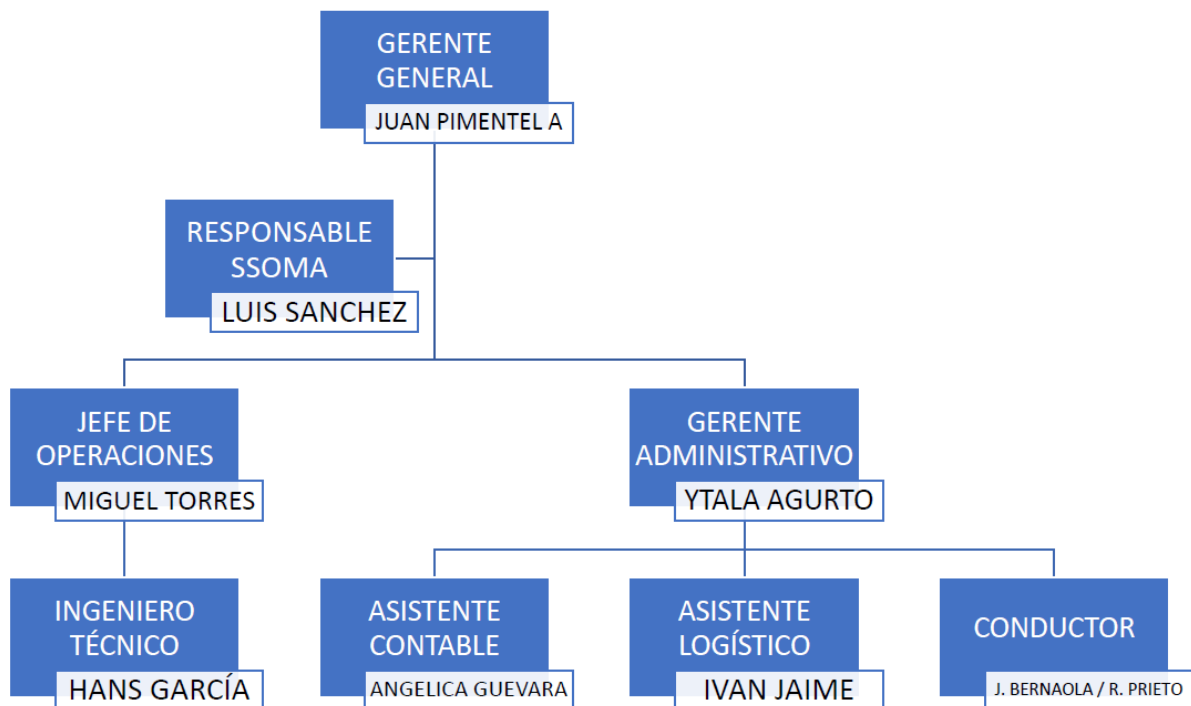 GERENTE
GENERAL
JUAN PIMENTEL A
RESPONSABLE
SSOMA
LUIS SANCHEZ
JEFE DE
OPERACIONES
MIGUEL TORRES
GERENTE
ADMINISTRATIVO
YTALA AGURTO
INGENIERO
TÉCNICO
HANS GARCÍA
ASISTENTE
CONTABLE
ANGELICA GUEVARA
ASISTENTE
LOGÍSTICO
IVAN JAIME
CONDUCTOR
J. BERNAOLA / R. PRIETO